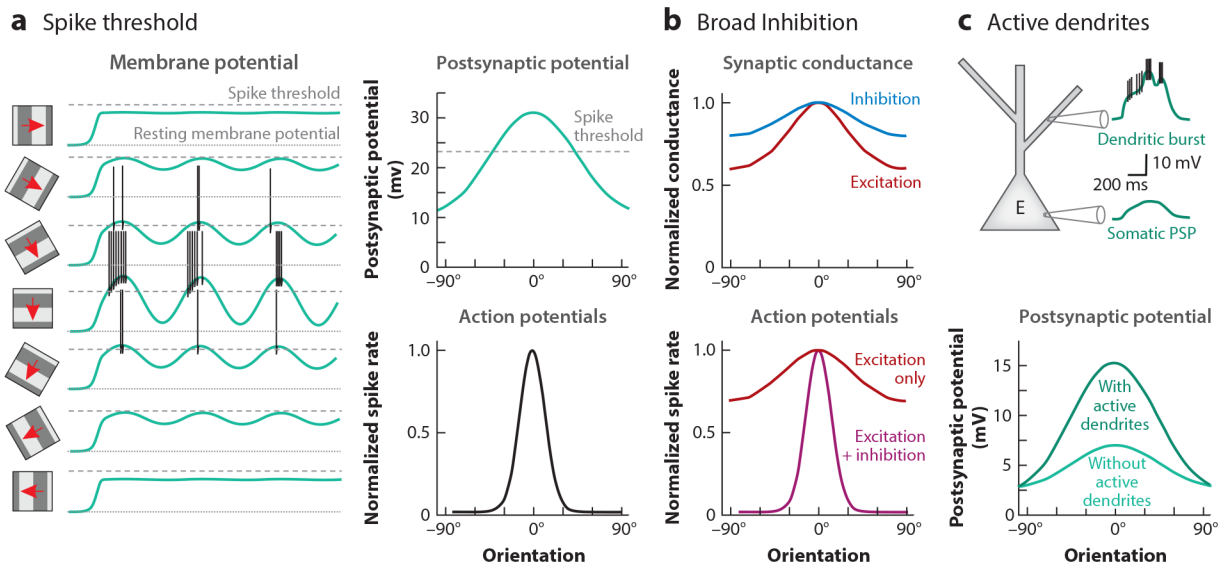 a Spike threshold
Membrane potential
Spike threshold
Resting membrane potential
Postsynaptic potential
Postsynaptic potential
(mv)
30
20
30
10
0
Spike
threshold
−90°
0°
90°
Action potentials
Normalized spike rate
1.0
0.5
0
−90°
0°
90°
Orientation
b Broad Inhibition
Synaptic conductance
Normalized conductance
1.0
0.5
0
Inhibition
Excitation
−90°
0°
90°
Action potentials
Normalized spike rate
1.0
0.5
0
Excitation
only
Excitation
+ inhibition
−90°
0°
90°
Orientation
c Active dendrites
Dendritic burst
10 mV
200 ms
E
Somatic PSP
Postsynaptic potential
Postsynaptic potential
(mV)
15
10
5
0
With
active
dendrites
Without
active
dendrites
−90°
0°
90°
Orientation